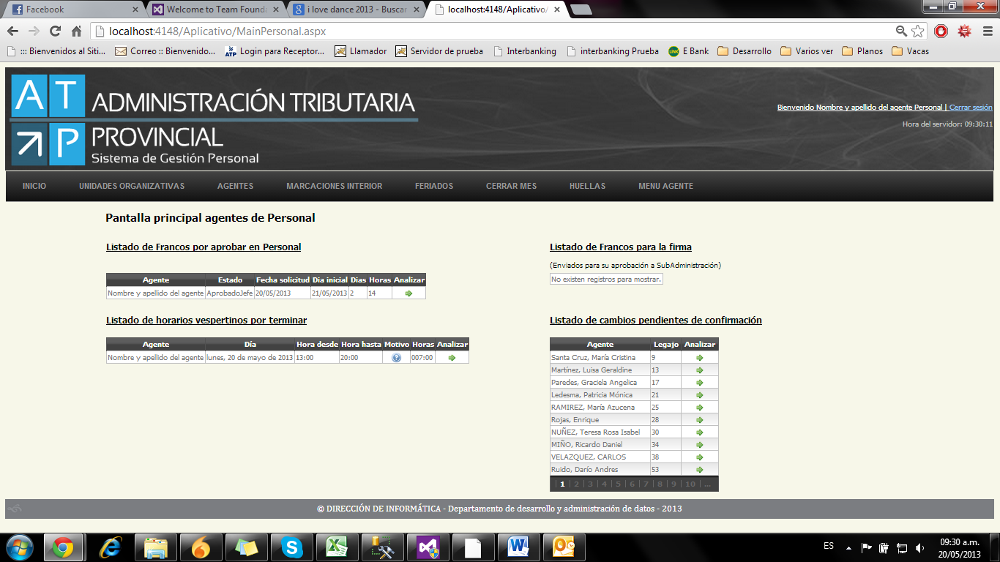 Facebook
Welcome to Team Founda
i love dance 2013 - Buscar
localhost:4148/Aplicativo/
localhost:4148/Aplicativo/MainPersonal.aspx
::: Bienvenidos al Siti...
Correo :: Bienvenido...
ATP Login para Receptor...
Llamador
Servidor de prueba
Interbanking
interbanking Prueba
LINK E Bank
Desarrollo
Varios ver
Planos
Vacas
AT P
ADMINISTRACIÓN TRIBUTARIA
PROVINCIAL
Sistema de Gestión Personal
Bienvenido Nombre y apellido del agente Personal | Cerrar sesión
Hora del servidor: 09:30:11
INICIO UNIDADES ORGANIZATIVAS AGENTES MARCACIONES INTERIOR FERIADOS CERRAR MES HUELLAS MENU AGENTE
Pantalla principal agentes de Personal
Listado de Francos por aprobar en Personal
Agente Estado Fecha solicitud Dia inicial Dias Horas Analizar
Nombre y apellido del agente AprobadoJefe 20/05/2013 21/05/2013 2 14
Listado de Francos para la firma
(Enviados para su aprobación a SubAdministración)
No existen registros para mostrar.
Listado de horarios vespertinos por terminar
Agente Día Hora desde Hora hasta Motivo Horas Analizar
Nombre y apellido del agente lunes, 20 de mayo de 2013 13:00 20:00 007:00
Listado de cambios pendientes de confirmación
Agente Legajo Analizar
Santa Cruz, María Cristina 9
Martínez, Luisa Geraldine 13
Paredes, Graciela Angelica 17
Ledesma, Patricia Mónica 21
RAMIREZ, María Azucena 25
Rojas, Enrique 28
NUÑEZ, Teresa Rosa Isabel 30
MIÑO, Ricardo Daniel 34
VELAZQUEZ, CARLOS 38
Ruido, Darío Andres 53
| 1 | 2 | 3 | 4 | 5 | 6 | 7 | 8 | 9 | 10 | ...
© DIRECCIÓN DE INFORMÁTICA - Departamento de desarrollo y administración de datos - 2013
ES
09:30 a.m.
20/05/2013